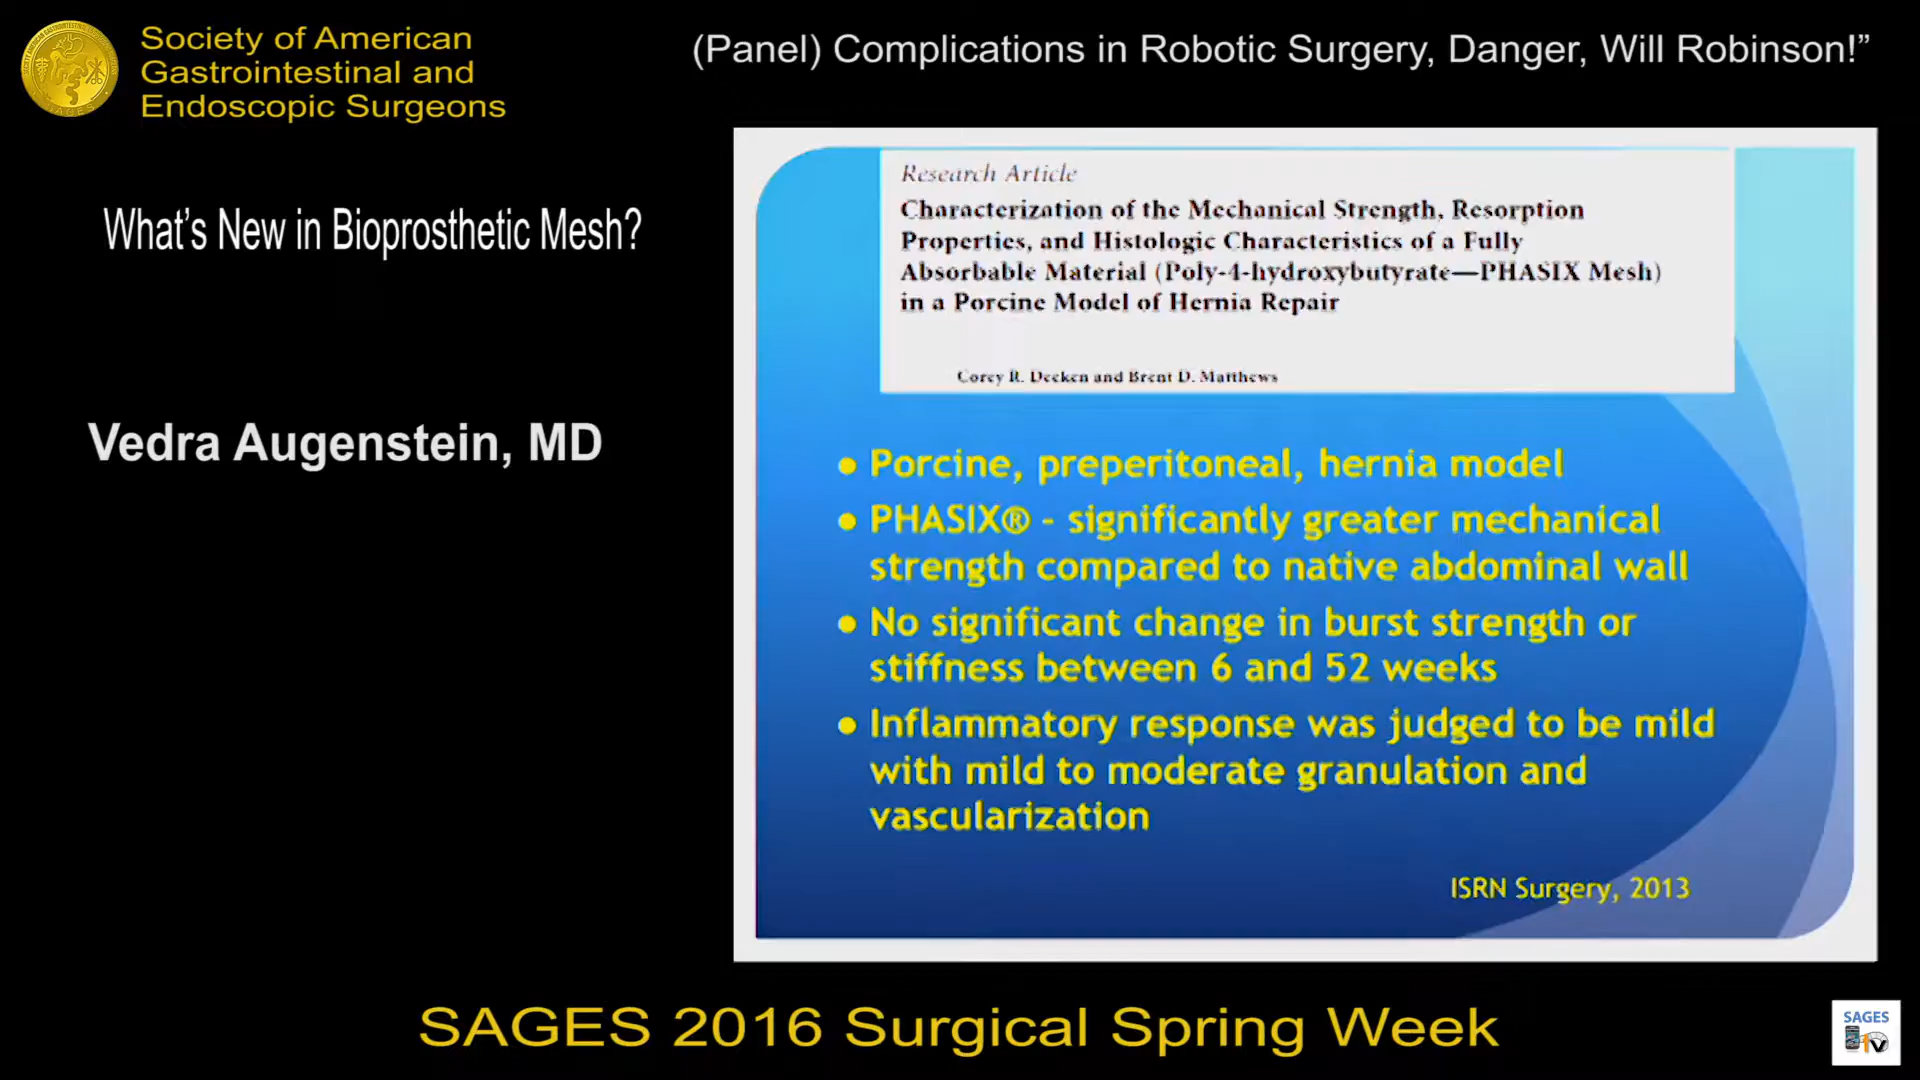 Society of American
Gastrointestinal and
Endoscopic Surgeons
(Panel) Complications in Robotic Surgery, Danger, Will Robinson!”
What’s New in Bioprosthetic Mesh?
Vedra Augenstein, MD
Research Article
Characterization of the Mechanical Strength, Resorption
Properties, and Histologic Characteristics of a Fully
Absorbable Material (Poly-4-hydroxybutyrate—PHASIX Mesh)
in a Porcine Model of Hernia Repair
Corey R. Deeken and Brent D. Matthews
● Porcine, preperitoneal, hernia model
● PHASIX® - significantly greater mechanical
strength compared to native abdominal wall
● No significant change in burst strength or
stiffness between 6 and 52 weeks
● Inflammatory response was judged to be mild
with mild to moderate granulation and
vascularization
ISRN Surgery, 2013
SAGES 2016 Surgical Spring Week
SAGES
TV